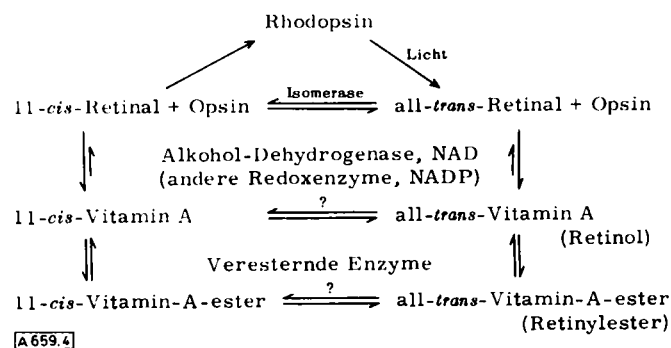 Rhodopsin
Licht
11-cis-Retinal + Opsin Isomerase all-trans-Retinal + Opsin
Alkohol-Dehydrogenase, NAD
(andere Redoxenzyme, NADP)
11-cis-Vitamin A ? all-trans-Vitamin A
(Retinol)
Veresternde Enzyme
11-cis-Vitamin-A-ester ? all-trans-Vitamin-A-ester
(Retinylester)
A 659.4